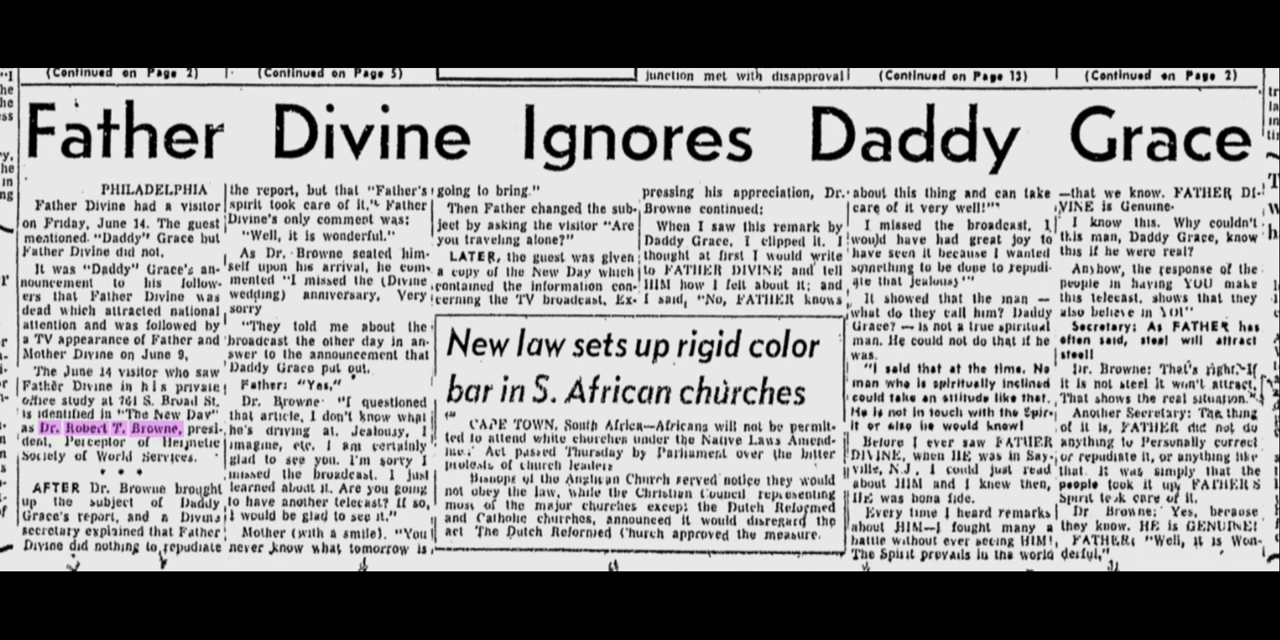 (Continued on Page 2)
(Continued on Page 5)
junction met with disapproval
(Continued on Page 13)
(Continued on Page 2)
Father Divine Ignores Daddy Grace
PHILADELPHIA
Father Divine had a visitor
on Friday, June 14. The guest
mentioned "Daddy" Grace but
Father Divine did not.
It was "Daddy" Grace's an-
nouncement to his follow-
ers that Father Divine was
dead which attracted national
attention and was followed by
a TV appearance of Father and
Mother Divine on June 9,
The June 14 visitor who saw
Father Divine in his private
office study at 761 S. Broad St.
is identified in "The New Day"
as Dr. Robert T. Browne, presi-
dent, Perceptor of Hermetic
Society of World Services.
* * *
AFTER Dr. Browne brought
up the subject of Daddy
Grace's report, and a Divine
secretary explained that Father
Divine did nothing to repudiate
the report, but that "Father's
spirit took care of it," Father
Divine's only comment was:
"Well, it is wonderful."
As Dr. Browne seated him-
self upon his arrival, he com-
mented "I missed the (Divine
wedding) anniversary. Very
sorry
"They told me about the
broadcast the other day in an-
swer to the announcement that
Daddy Grace put out.
Father: "Yes,"
Dr. Browne "I questioned
that article, I don't know what
he's driving at. Jealousy, I
imagine, etc. I am certainly
glad to see you. I'm sorry I
missed the broadcast. I just
learned about it. Are you going
to have another telecast? If so,
I would be glad to see it."
Mother (with a smile). "You
never know what tomorrow is
going to bring."
Then Father changed the sub-
ject by asking the visitor "Are
you traveling alone?"
LATER, the guest was given
a copy of the New Day which
contained the information con-
cerning the TV broadcast, Ex-
pressing his appreciation, Dr.
Browne continued:
When I saw this remark by
Daddy Grace, I clipped it. I
thought at first I would write
to FATHER DIVINE and tell
HIM how I felt about it; and
I said, "No, FATHER knows
New law sets up rigid color
bar in S. African churches
CAPE TOWN, South Africa—Africans will not be permit-
ted to attend white churches under the Native Laws Amend-
Act passed Thursday by Parliament over the bitter
protests of church leaders
Bishops of the Anglican Church served notice they would
not obey the law, while the Christian Council representing
most of the major churches except the Dutch Reformed
and Catholic churches, announced it would disregard the
act The Dutch Reformed Church approved the measure.
about this thing and can take
care of it very well!"'
I missed the broadcast, I
would have had great joy to
have seen it because I wanted
something to be done to repudi-
ate that jealousy '"
It showed that the man —
what do they call him? Daddy
Grace? — is not a true spiritual
man. He could not do that if he
was.
"I said that at the time. No
man who is spiritually inclined
could take an attitude like that.
He is not in touch with the Spir-
it or else he would know!
Before I ever saw FATHER
DIVINE, when HE was in Say-
ville, N.J, I could just read
about HIM and I knew then,
HE was bona fide.
Every time I heard remarks
about HIM—I fought many a
battle without ever seeing HIM!
The Spirit prevails in the world
—that we know. FATHER DI-
VINE is Genuine.
I know this. Why couldn't
this man, Daddy Grace, know
this if he were real?
Anyhow, the response of the
people in having YOU make
this telecast, shows that they
also believe in
Secretary: As FATHER has
often said, steel will attract
steel!
Dr. Browne: That's right. If
it is not steel it won't attract.
That shows the real situation."
Another Secretary: The thing
of it is, FATHER did not do
anything to Personally correct
or repudiate it, or anything like
that. It was simply that the
people took it up, FATHER'S
Spirit took care of it.
Dr Browne: Yes, because
they know. HE is GENUINE!
FATHER: "Well, it is Won-
derful,"